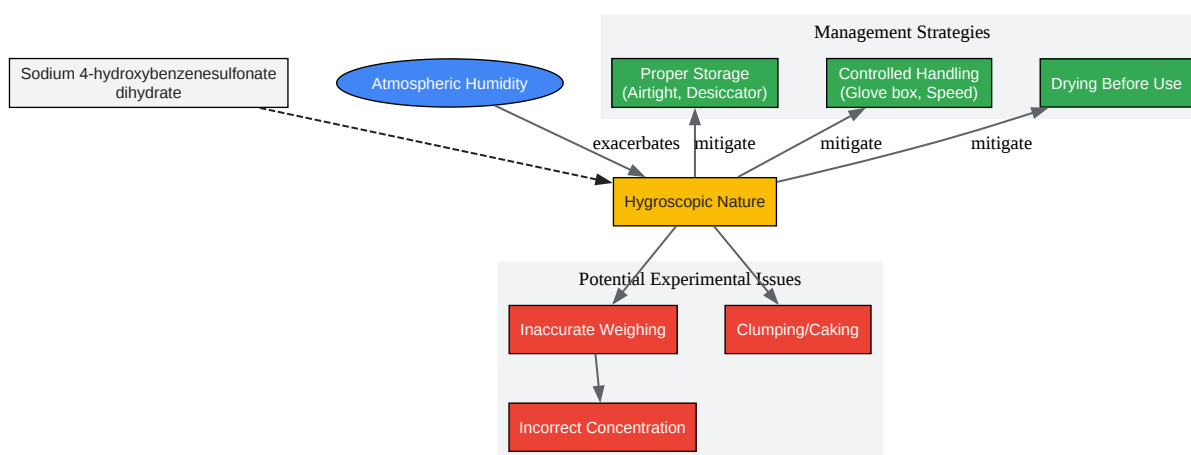 Management Strategies
Sodium 4-hydroxybenzenesulfonate
dihydrate
Atmospheric Humidity
Proper Storage
(Airtight, Desiccator)
Controlled Handling
(Glove box, Speed)
Drying Before Use
exacerbates
mitigate
mitigate
mitigate
Hygroscopic Nature
Potential Experimental Issues
Inaccurate Weighing
Clumping/Caking
Incorrect Concentration